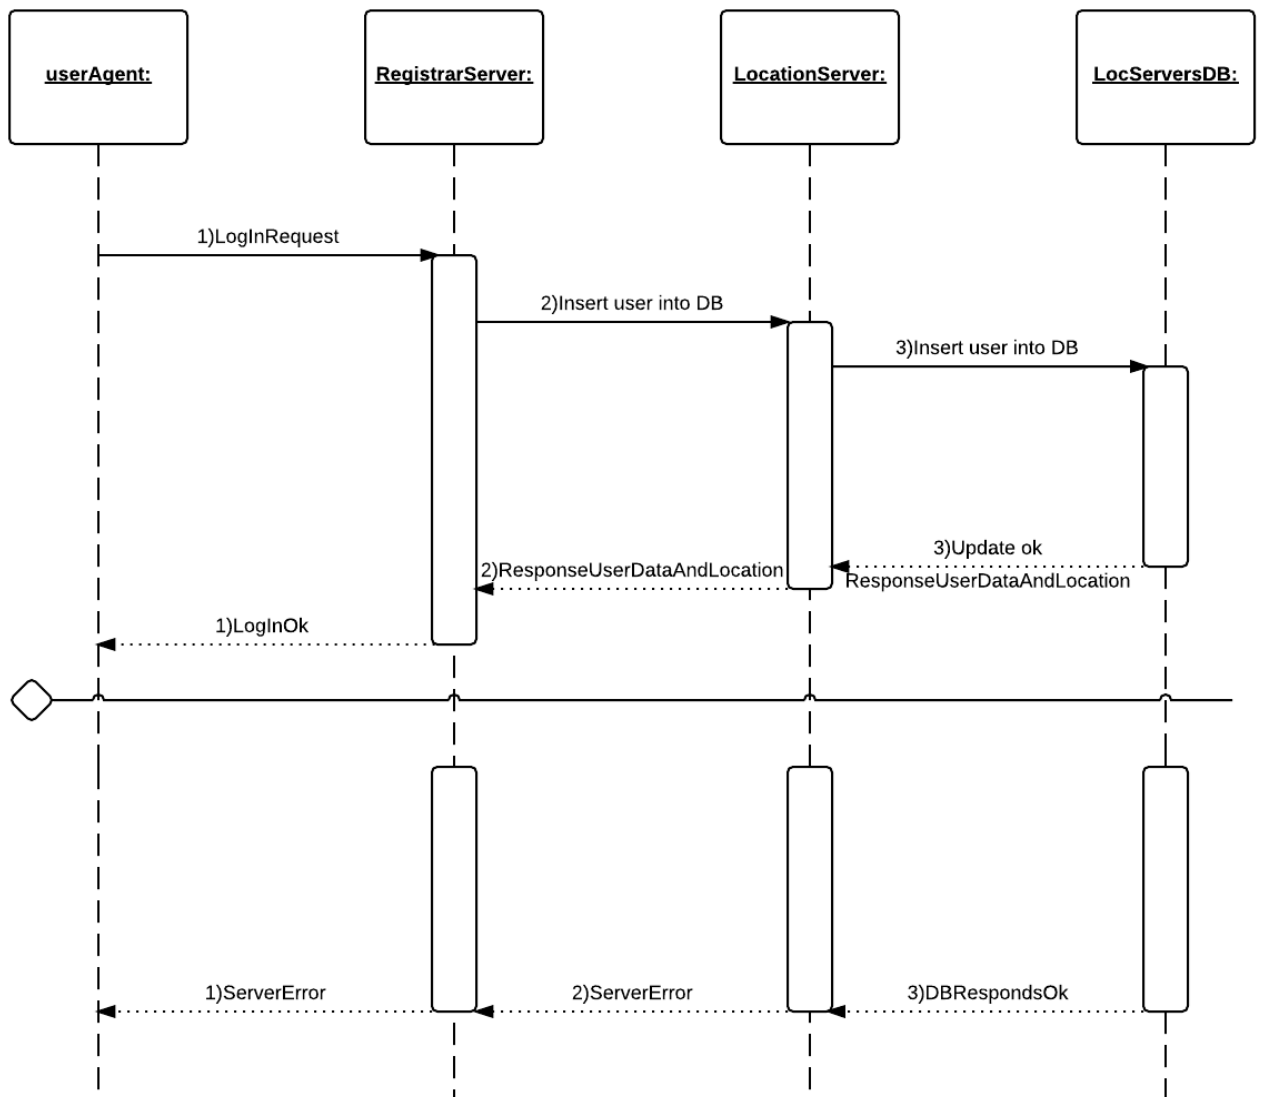 userAgent:
RegistrarServer:
LocationServer:
LocServersDB:
1)LogInRequest
2)Insert user into DB
3)Insert user into DB
3)Update ok
2)ResponseUserDataAndLocation
ResponseUserDataAndLocation
1)LogInOk
1)ServerError
2)ServerError
3)DBRespondsOk